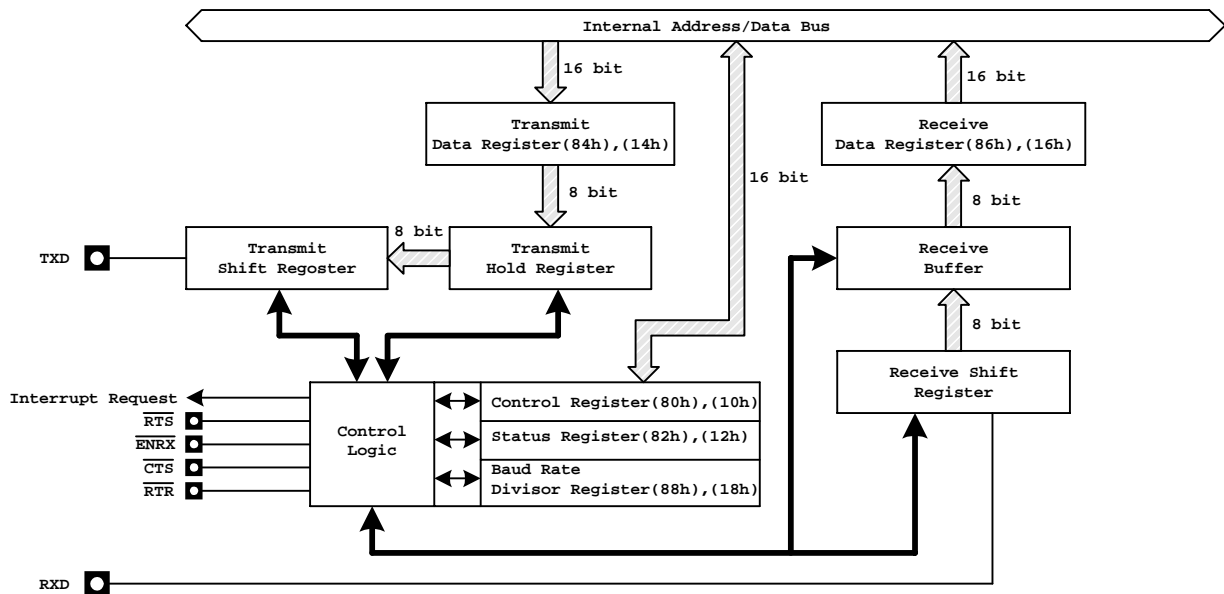 Internal Address/Data Bus
16 bit
16 bit
Transmit
Data Register(84h),(14h)
Receive
Data Register(86h),(16h)
16 bit
8 bit
8 bit
TXD
Transmit
Shift Regoster
8 bit
Transmit
Hold Register
Receive
Buffer
8 bit
Receive Shift
Register
Interrupt Request
RTS
ENRX
CTS
RTR
Control
Logic
Control Register(80h),(10h)
Status Register(82h),(12h)
Baud Rate
Divisor Register(88h),(18h)
RXD